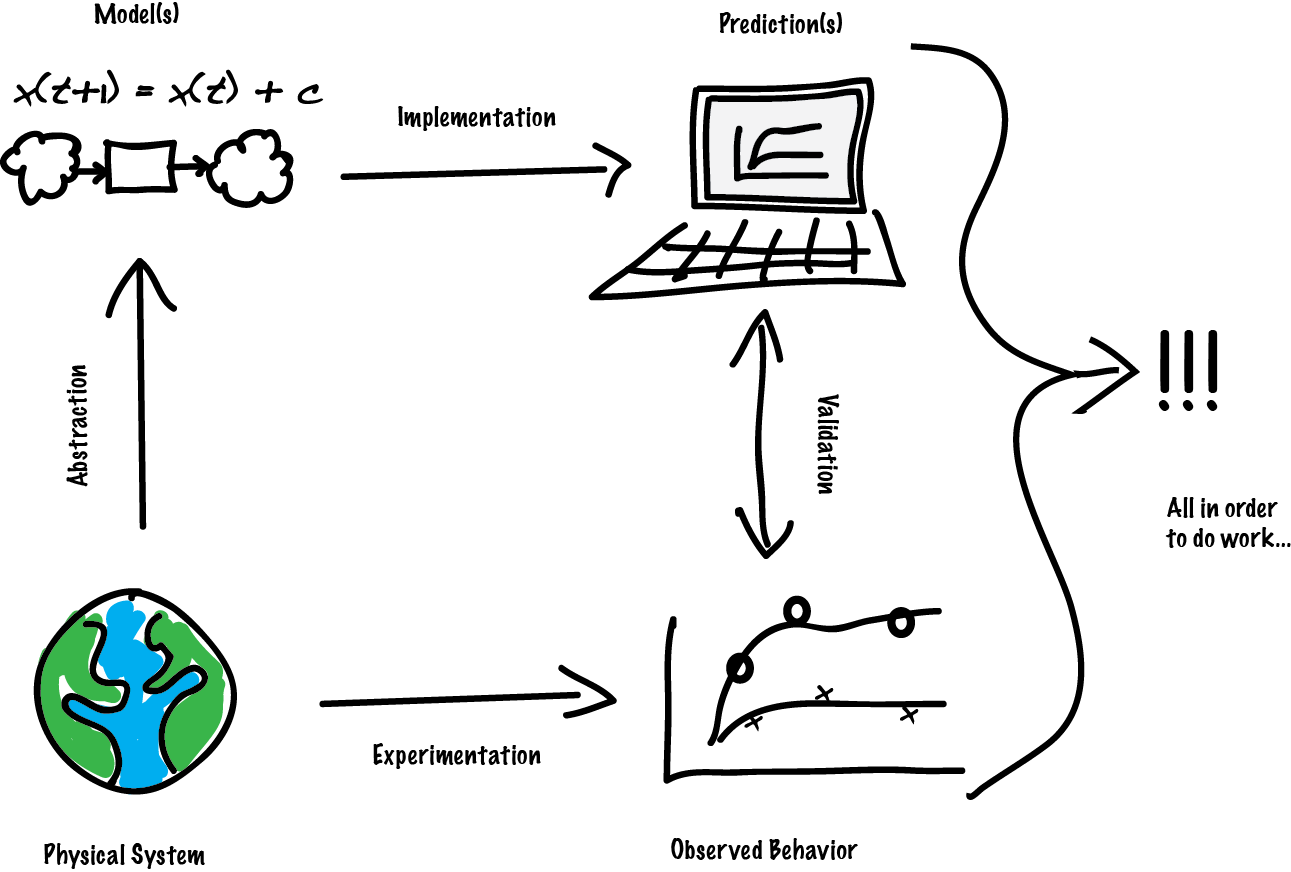 Model(s)
Prediction(s)
x(t+1) = x(t) + c
Implementation
Abstraction
Validation
!!!
All in order
to do work...
Experimentation
Physical System
Observed Behavior